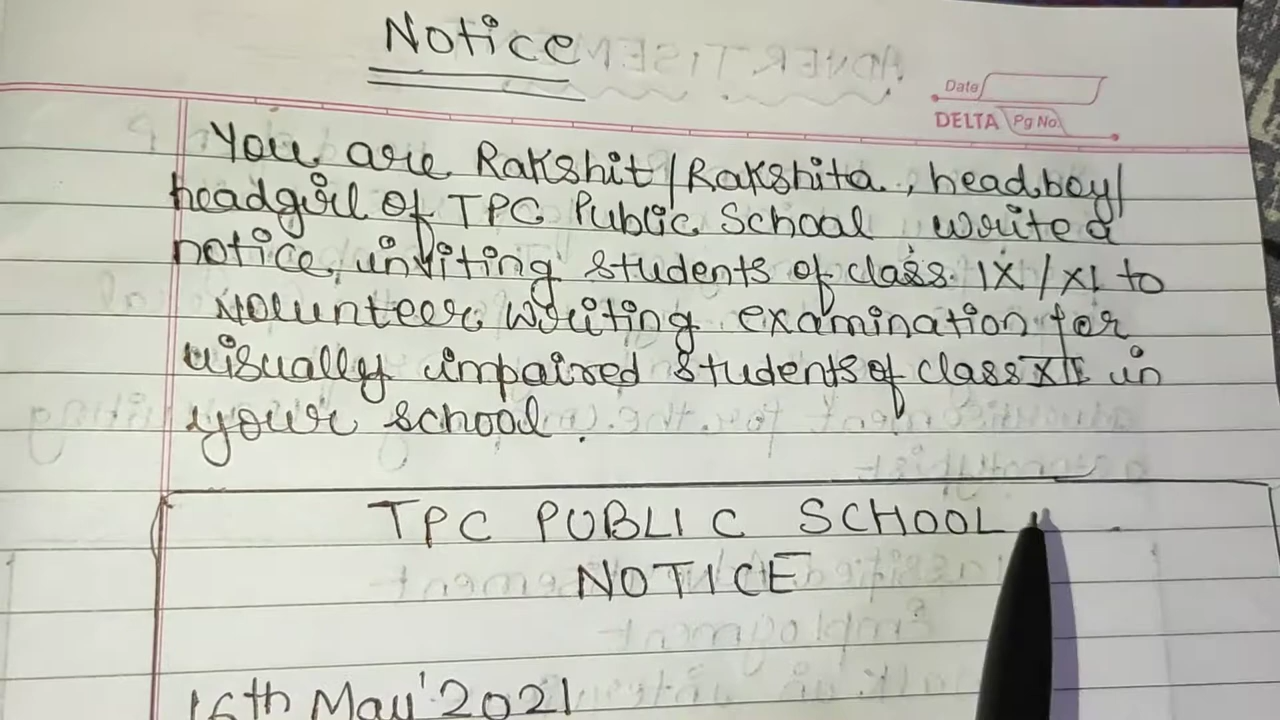 Notice
Date
DELTA Pg No.
You are Rakshit/Rakshita, headboy/
headgirl of TPC Public School write a
notice, inviting students of class IX/XI to
volunteer writing examination for
visually impaired students of class XII in
your school.
TPC PUBLIC SCHOOL
NOTICE
16th May'2021